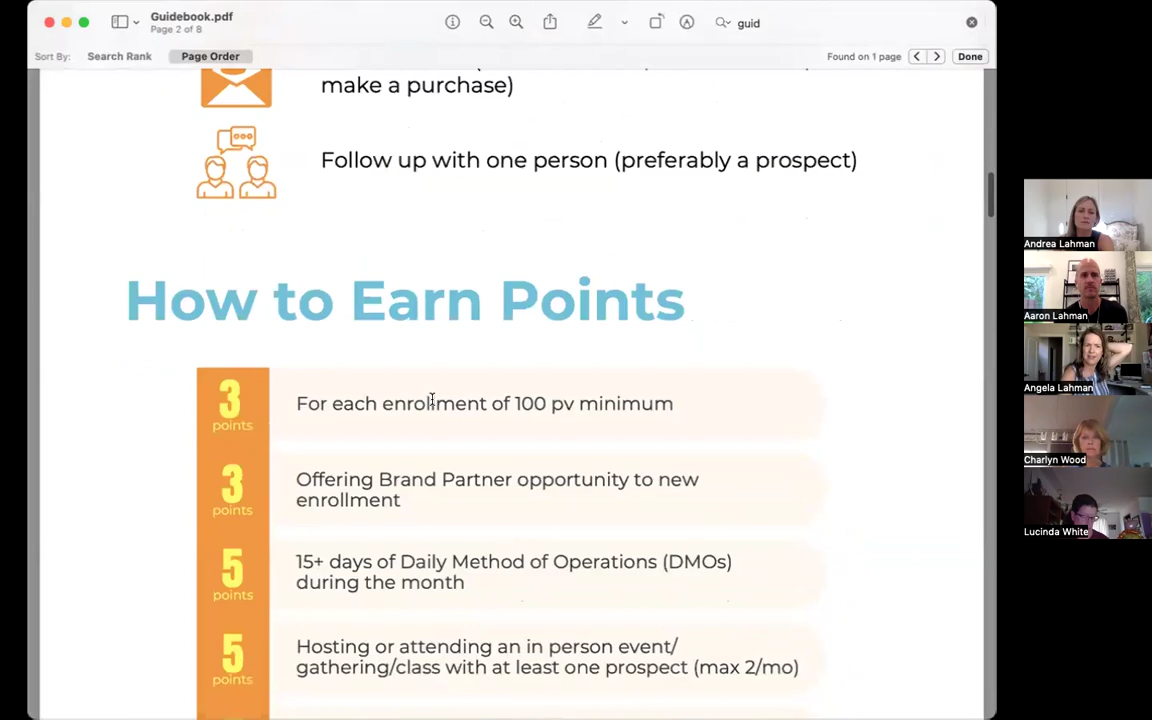 Guidebook.pdf
Page 2 of 8
guid
Sort By:
Search Rank
Page Order
Found on 1 page
Done
make a purchase)
Follow up with one person (preferably a prospect)
How to Earn Points
3
points
For each enrollment of 100 pv minimum
3
points
Offering Brand Partner opportunity to new
enrollment
5
points
15+ days of Daily Method of Operations (DMOs)
during the month
5
points
Hosting or attending an in person event/
gathering/class with at least one prospect (max 2/mo)
Andrea Lahman
Aaron Lahman
Angela Lahman
Charlyn Wood
Lucinda White